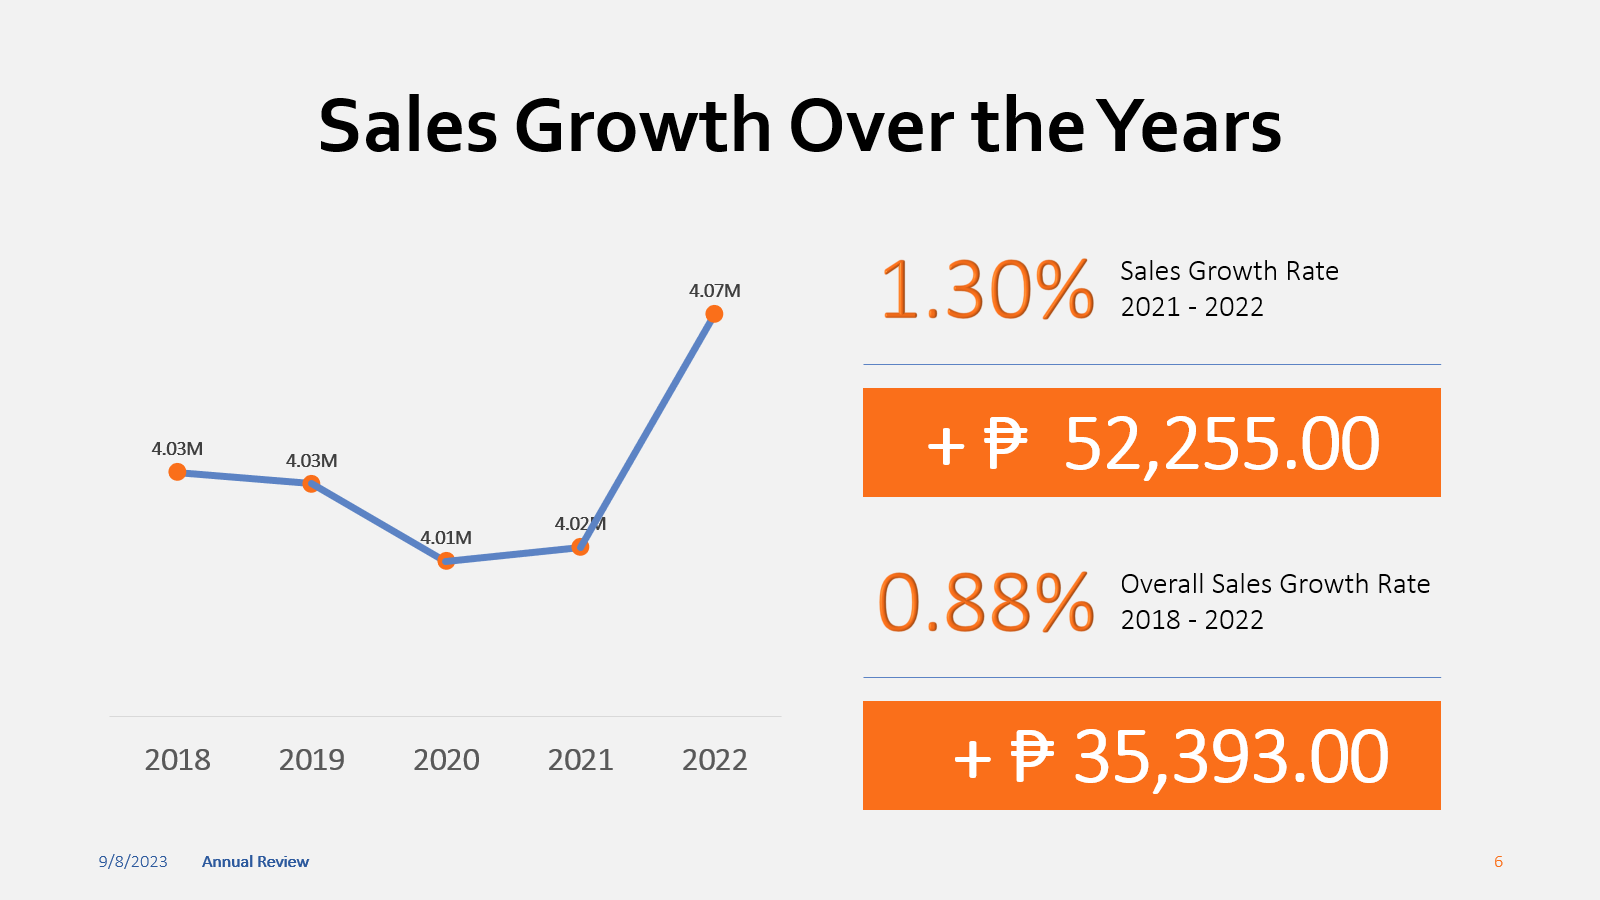 Sales Growth Over the Years
4.03M
4.03M
4.01M
4.02M
4.07M
2018 2019 2020 2021 2022
1.30%
Sales Growth Rate
2021 - 2022
+ ₱ 52,255.00
0.88%
Overall Sales Growth Rate
2018 - 2022
+ ₱ 35,393.00
9/8/2023 Annual Review 6